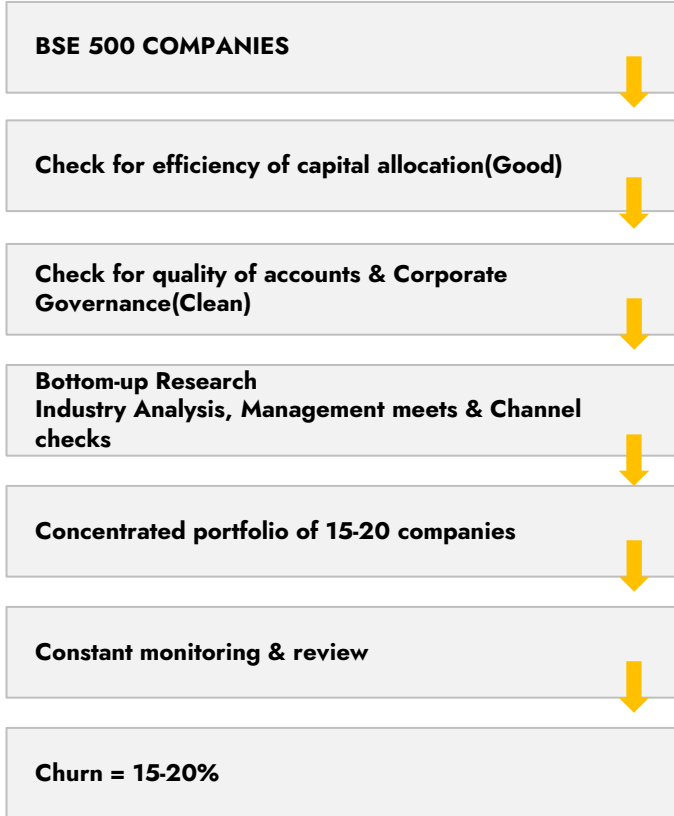 BSE 500 COMPANIES
Check for efficiency of capital allocation(Good)
Check for quality of accounts & Corporate
Governance(Clean)
Bottom-up Research
Industry Analysis, Management meets & Channel
checks
Concentrated portfolio of 15-20 companies
Constant monitoring & review
Churn = 15-20%